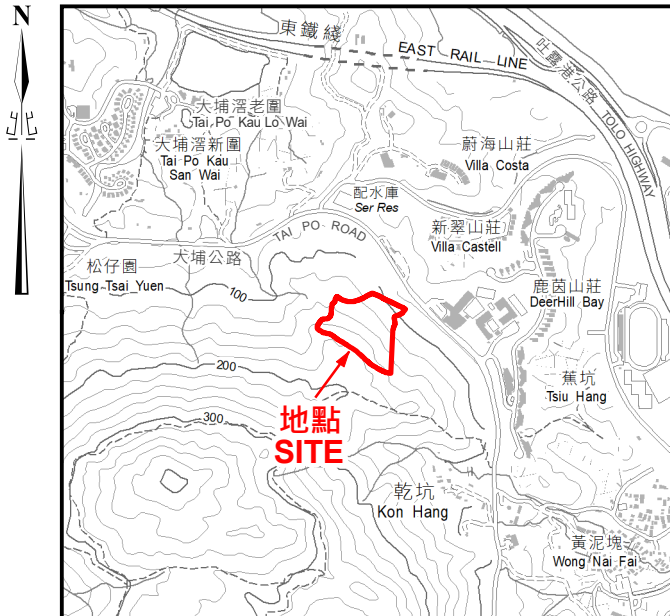 N
北
東鐵綫
EAST RAIL LINE
吐露港公路 TOLO HIGHWAY
大埔滘老圍
Tai Po Kau Lo Wai
大埔滘新圍
Tai Po Kau
San Wai
蔚海山莊
Villa Costa
配水庫
Ser Res
TAI PO ROAD
大埔公路
新翠山莊
Villa Castell
松仔園
Tsung Tsai Yuen
100
鹿茵山莊
DeerHill Bay
200
蕉坑
Tsiu Hang
300
地點
SITE
乾坑
Kon Hang
黃泥塊
Wong Nai Fai